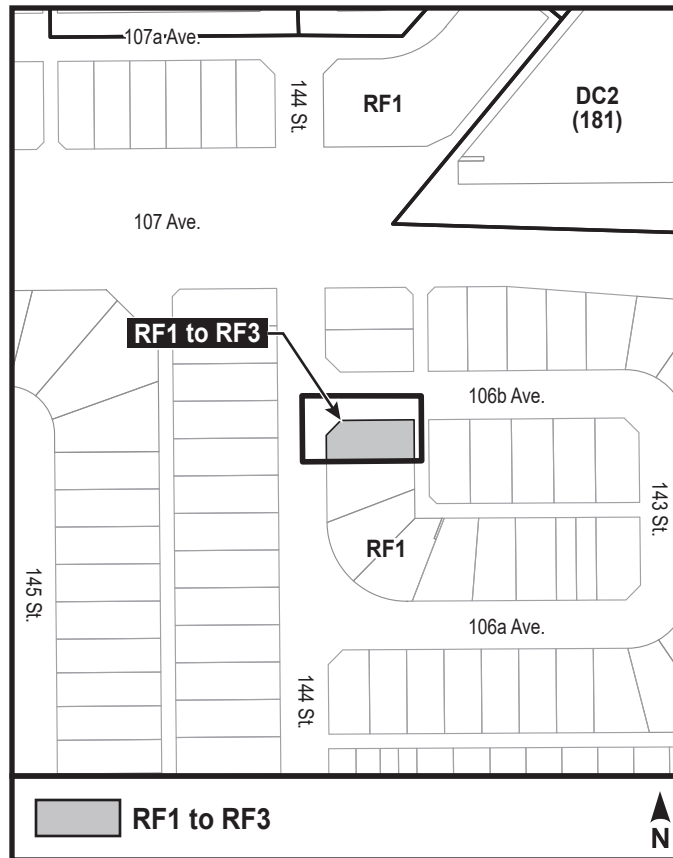 107a Ave.
144 St.
RF1
DC2
(181)
107 Ave.
RF1 to RF3
106b Ave.
143 St.
RF1
145 St.
106a Ave.
144 St.
RF1 to RF3
N